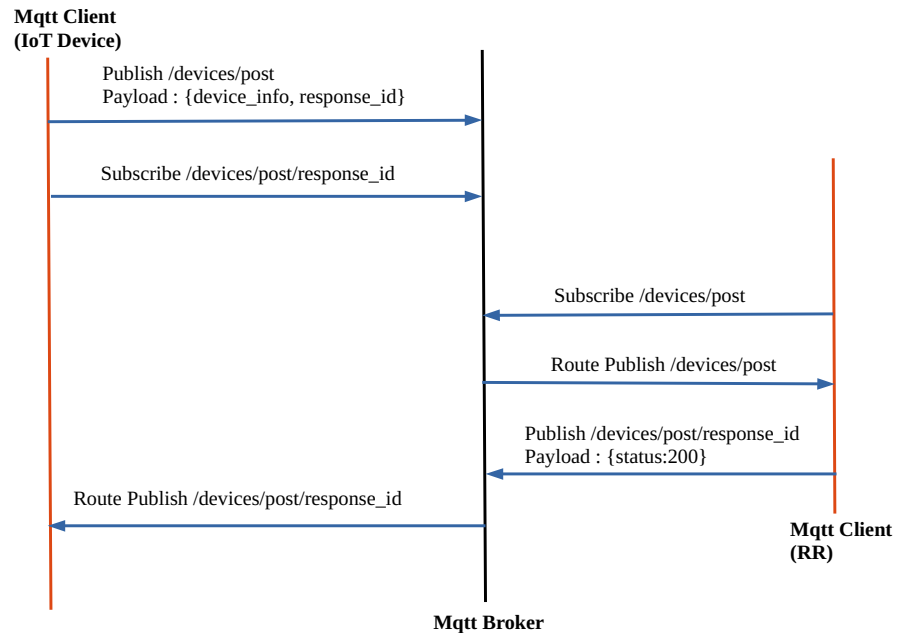 Mqtt Client
(IoT Device)
Publish /devices/post
Payload : {device_info, response_id}
Subscribe /devices/post/response_id
Subscribe /devices/post
Route Publish /devices/post
Publish /devices/post/response_id
Payload : {status:200}
Route Publish /devices/post/response_id
Mqtt Client
(RR)
Mqtt Broker